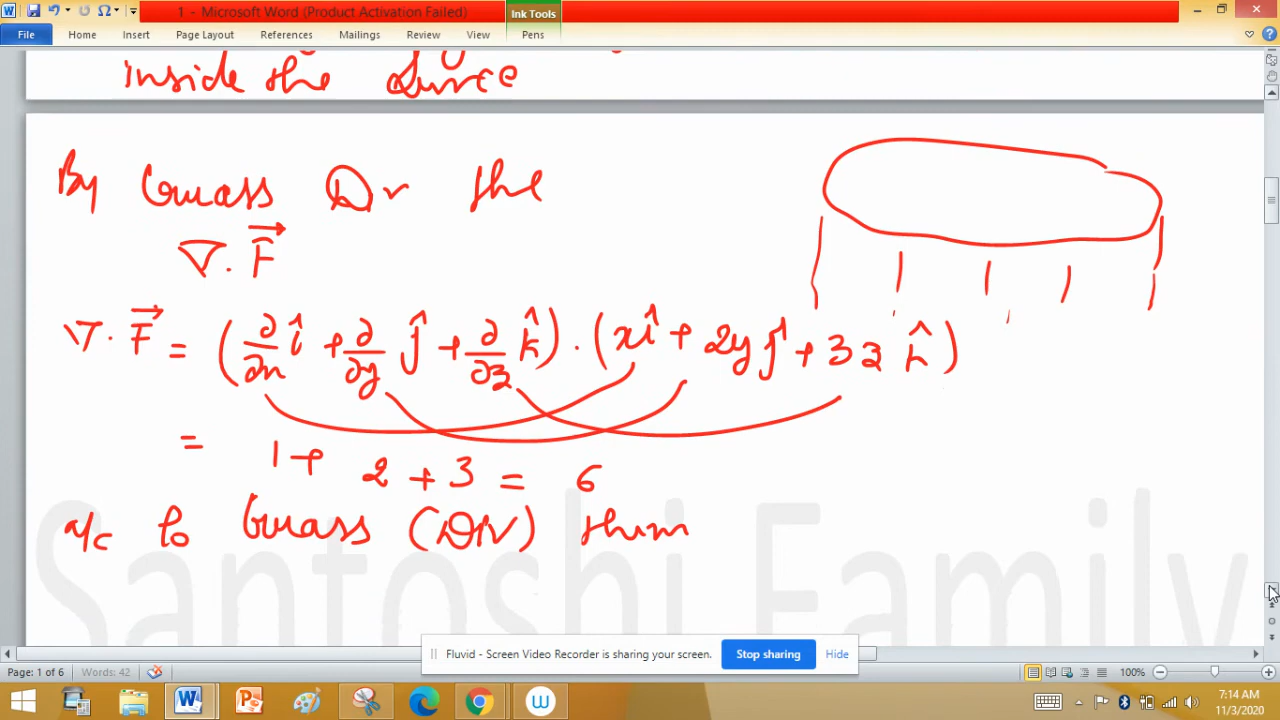 1 - Microsoft Word (Product Activation Failed)
Ink Tools
File Home Insert Page Layout References Mailings Review View Pens
inside the
By Guass Div the
∇. F⃗
∇. F⃗ = (∂/∂x î + ∂/∂y ĵ + ∂/∂z k̂) . (xî + 2yĵ + 3z k̂)
= 1+ 2 + 3 = 6
a/c to Guass (DIV) thum
Santoshi Family
Fluvid - Screen Video Recorder is sharing your screen. Stop sharing Hide
Page: 1 of 6 Words: 42 100%
7:14 AM
11/3/2020